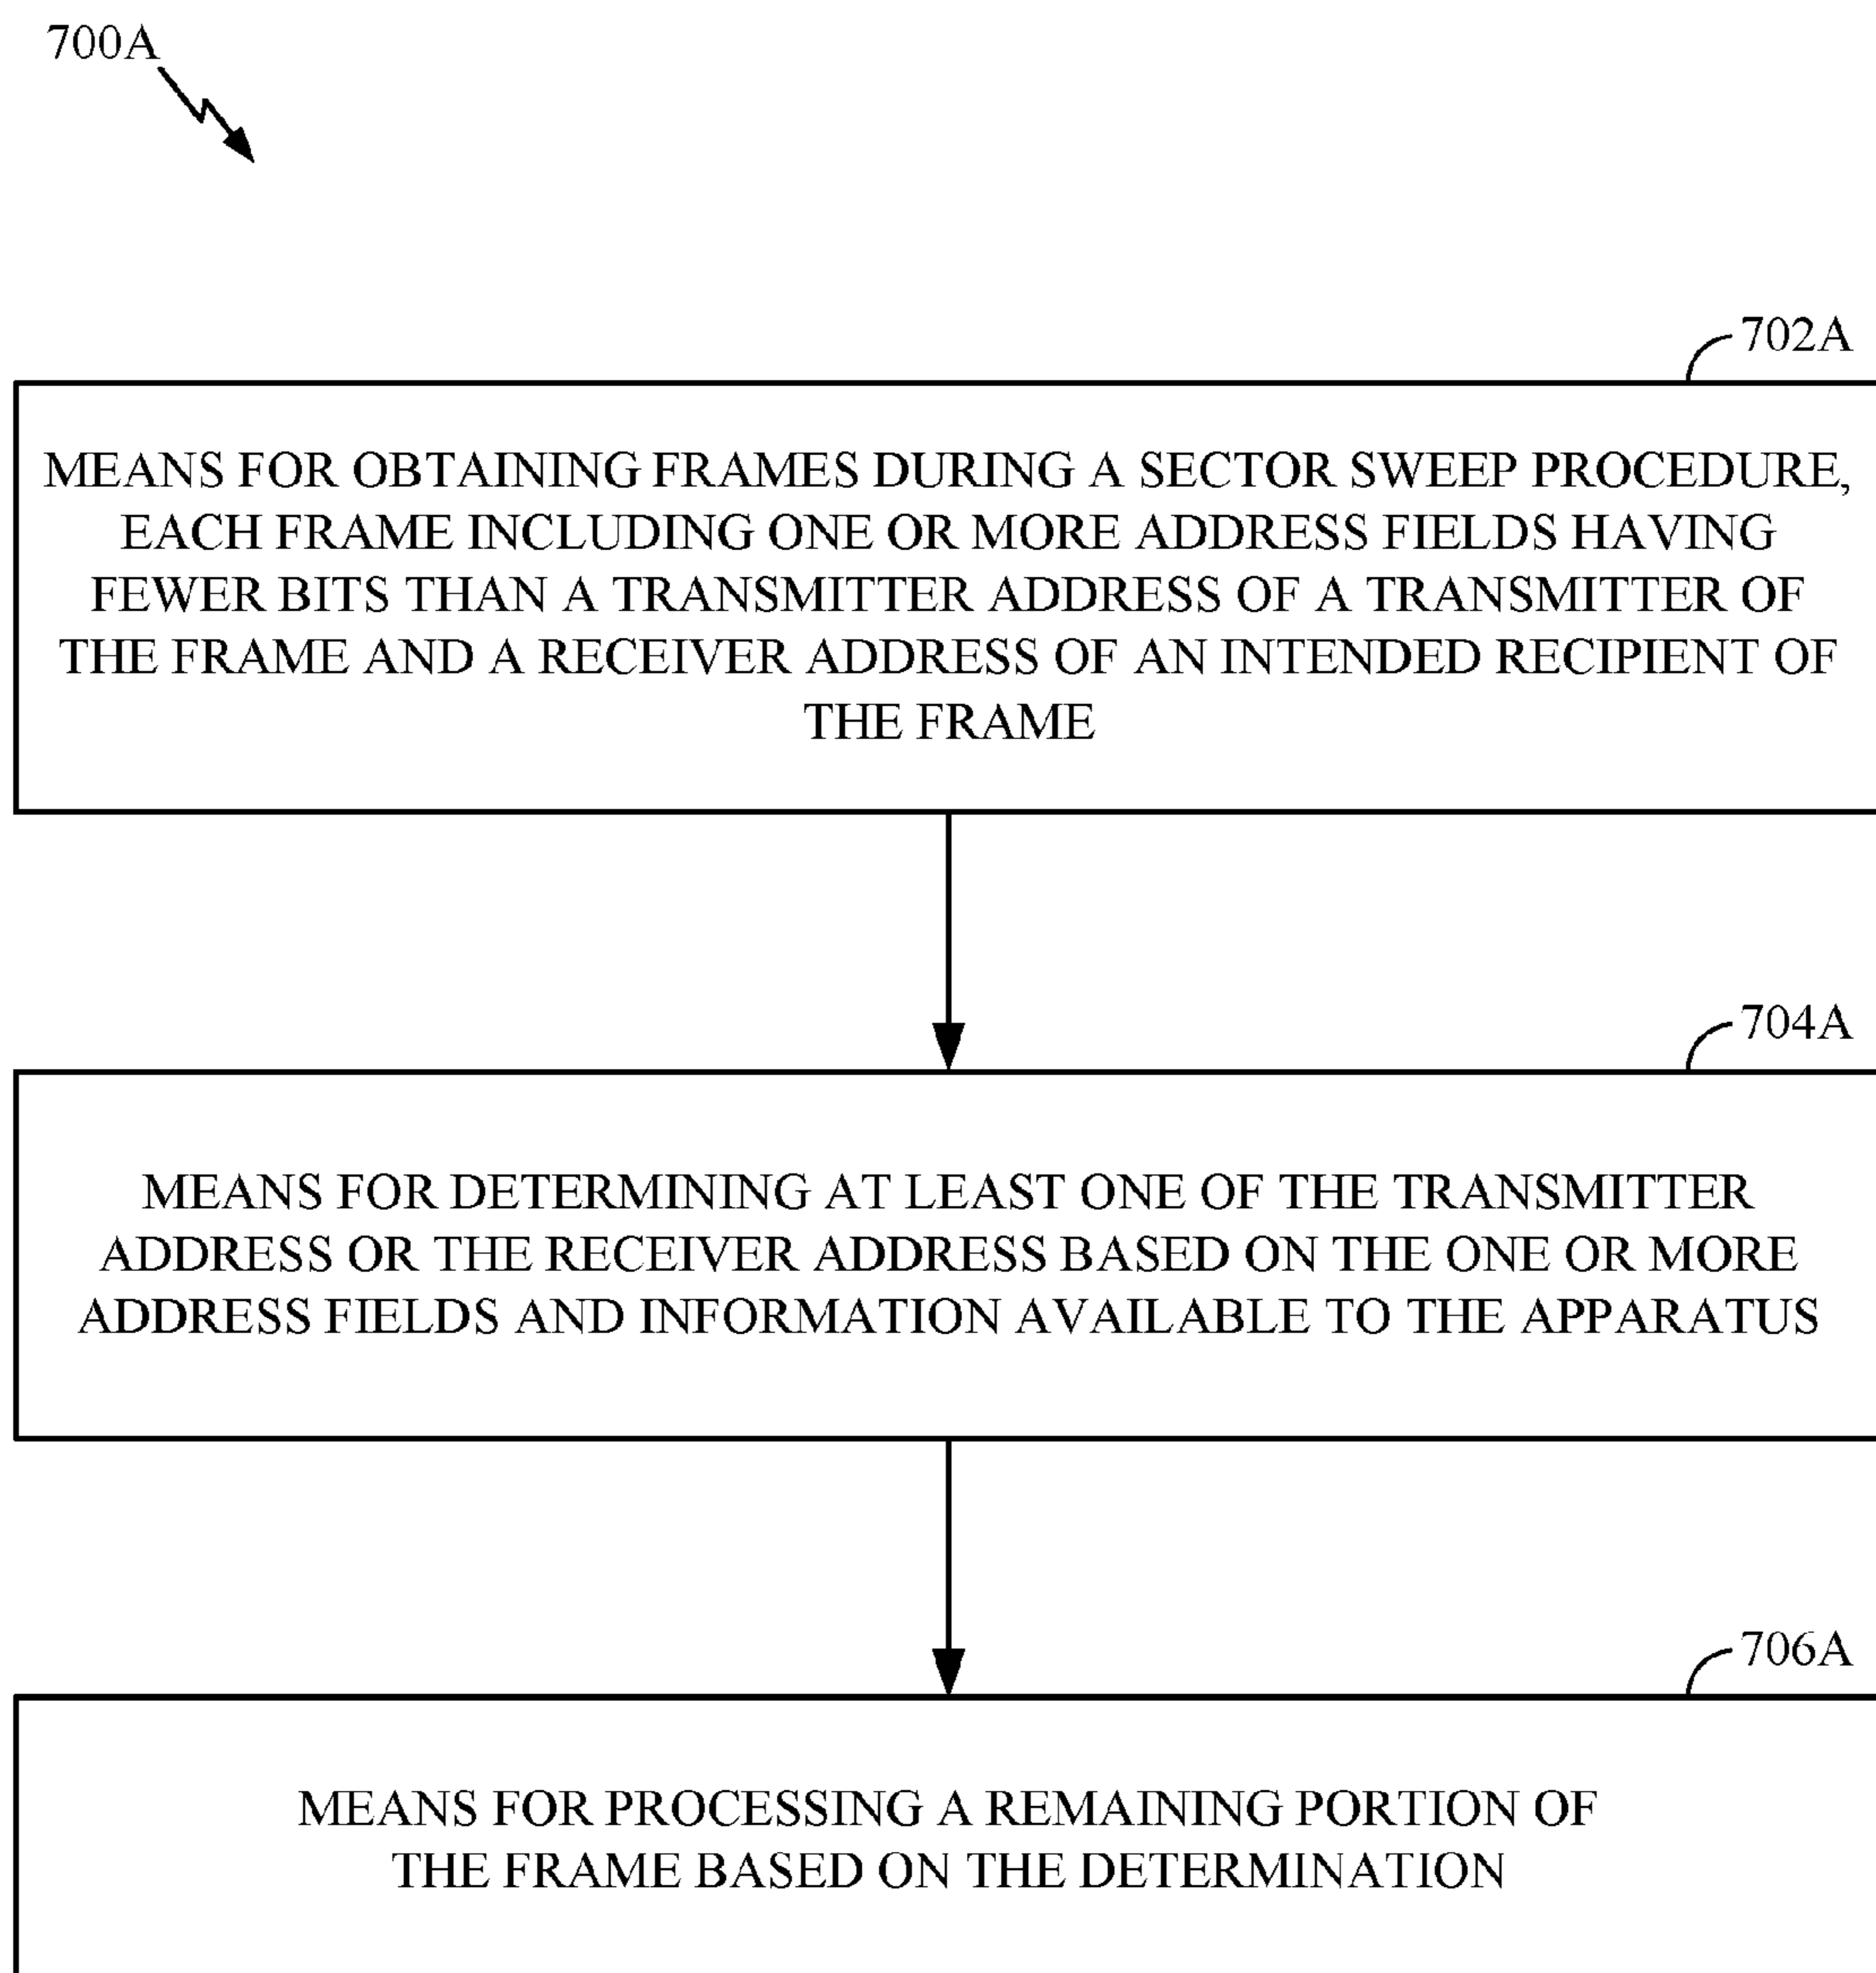 700A
702A
MEANS FOR OBTAINING FRAMES DURING A SECTOR SWEEP PROCEDURE,
EACH FRAME INCLUDING ONE OR MORE ADDRESS FIELDS HAVING
FEWER BITS THAN A TRANSMITTER ADDRESS OF A TRANSMITTER OF
THE FRAME AND A RECEIVER ADDRESS OF AN INTENDED RECIPIENT OF
THE FRAME
704A
MEANS FOR DETERMINING AT LEAST ONE OF THE TRANSMITTER
ADDRESS OR THE RECEIVER ADDRESS BASED ON THE ONE OR MORE
ADDRESS FIELDS AND INFORMATION AVAILABLE TO THE APPARATUS
706A
MEANS FOR PROCESSING A REMAINING PORTION OF
THE FRAME BASED ON THE DETERMINATION